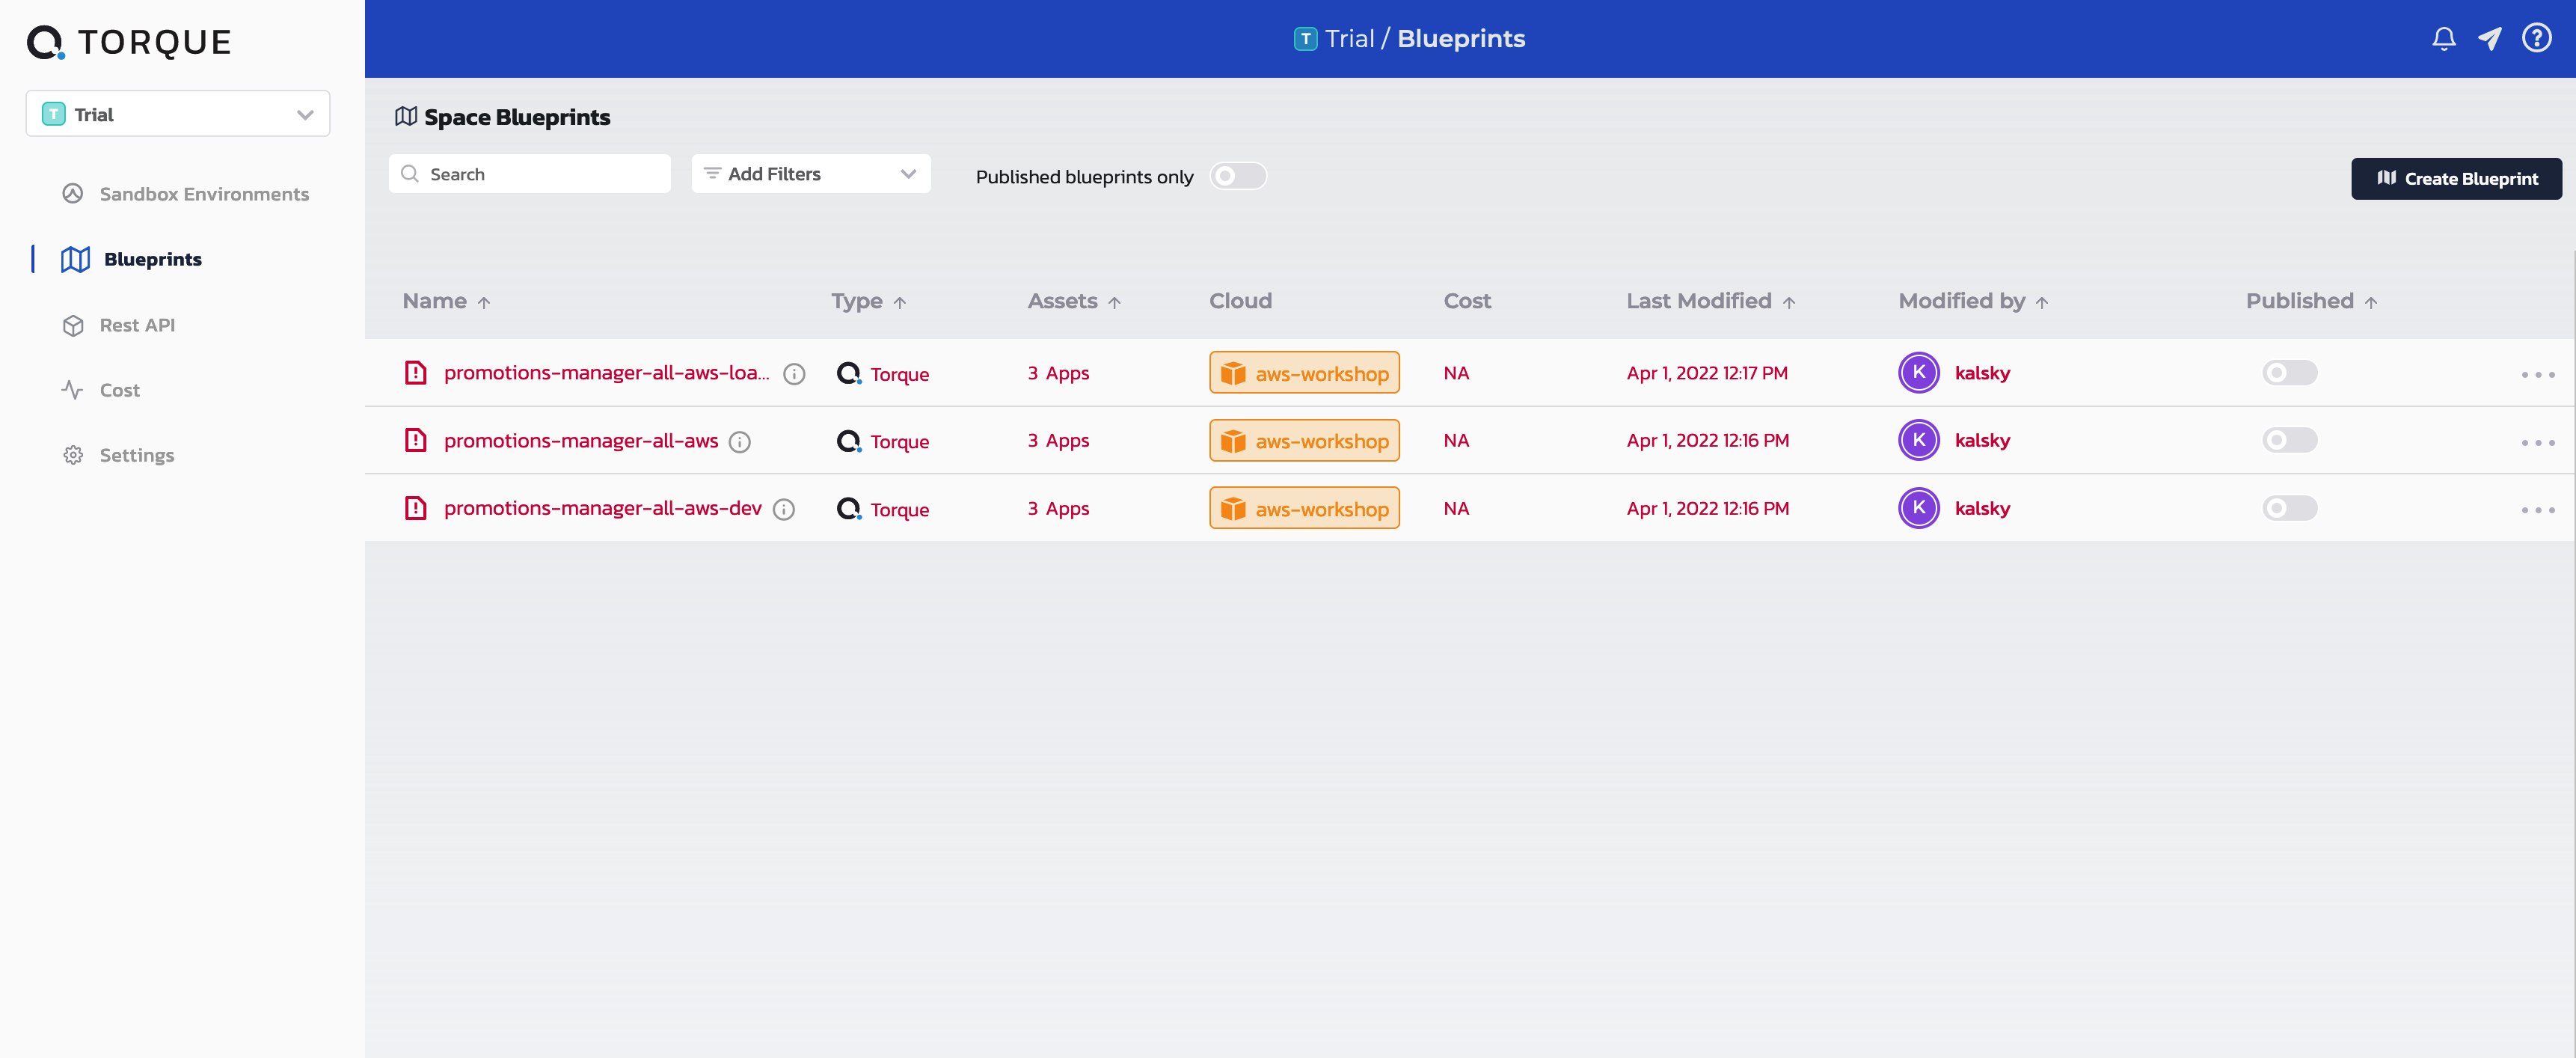 TORQUE
T Trial
Sandbox Environments
Blueprints
Rest API
Cost
Settings
T Trial / Blueprints
Space Blueprints
Search
Add Filters
Published blueprints only
Create Blueprint
Name Type Assets Cloud Cost Last Modified Modified by Published
promotions-manager-all-aws-loa... Torque 3 Apps aws-workshop NA Apr 1, 2022 12:17 PM K kalsky
promotions-manager-all-aws Torque 3 Apps aws-workshop NA Apr 1, 2022 12:16 PM K kalsky
promotions-manager-all-aws-dev Torque 3 Apps aws-workshop NA Apr 1, 2022 12:16 PM K kalsky